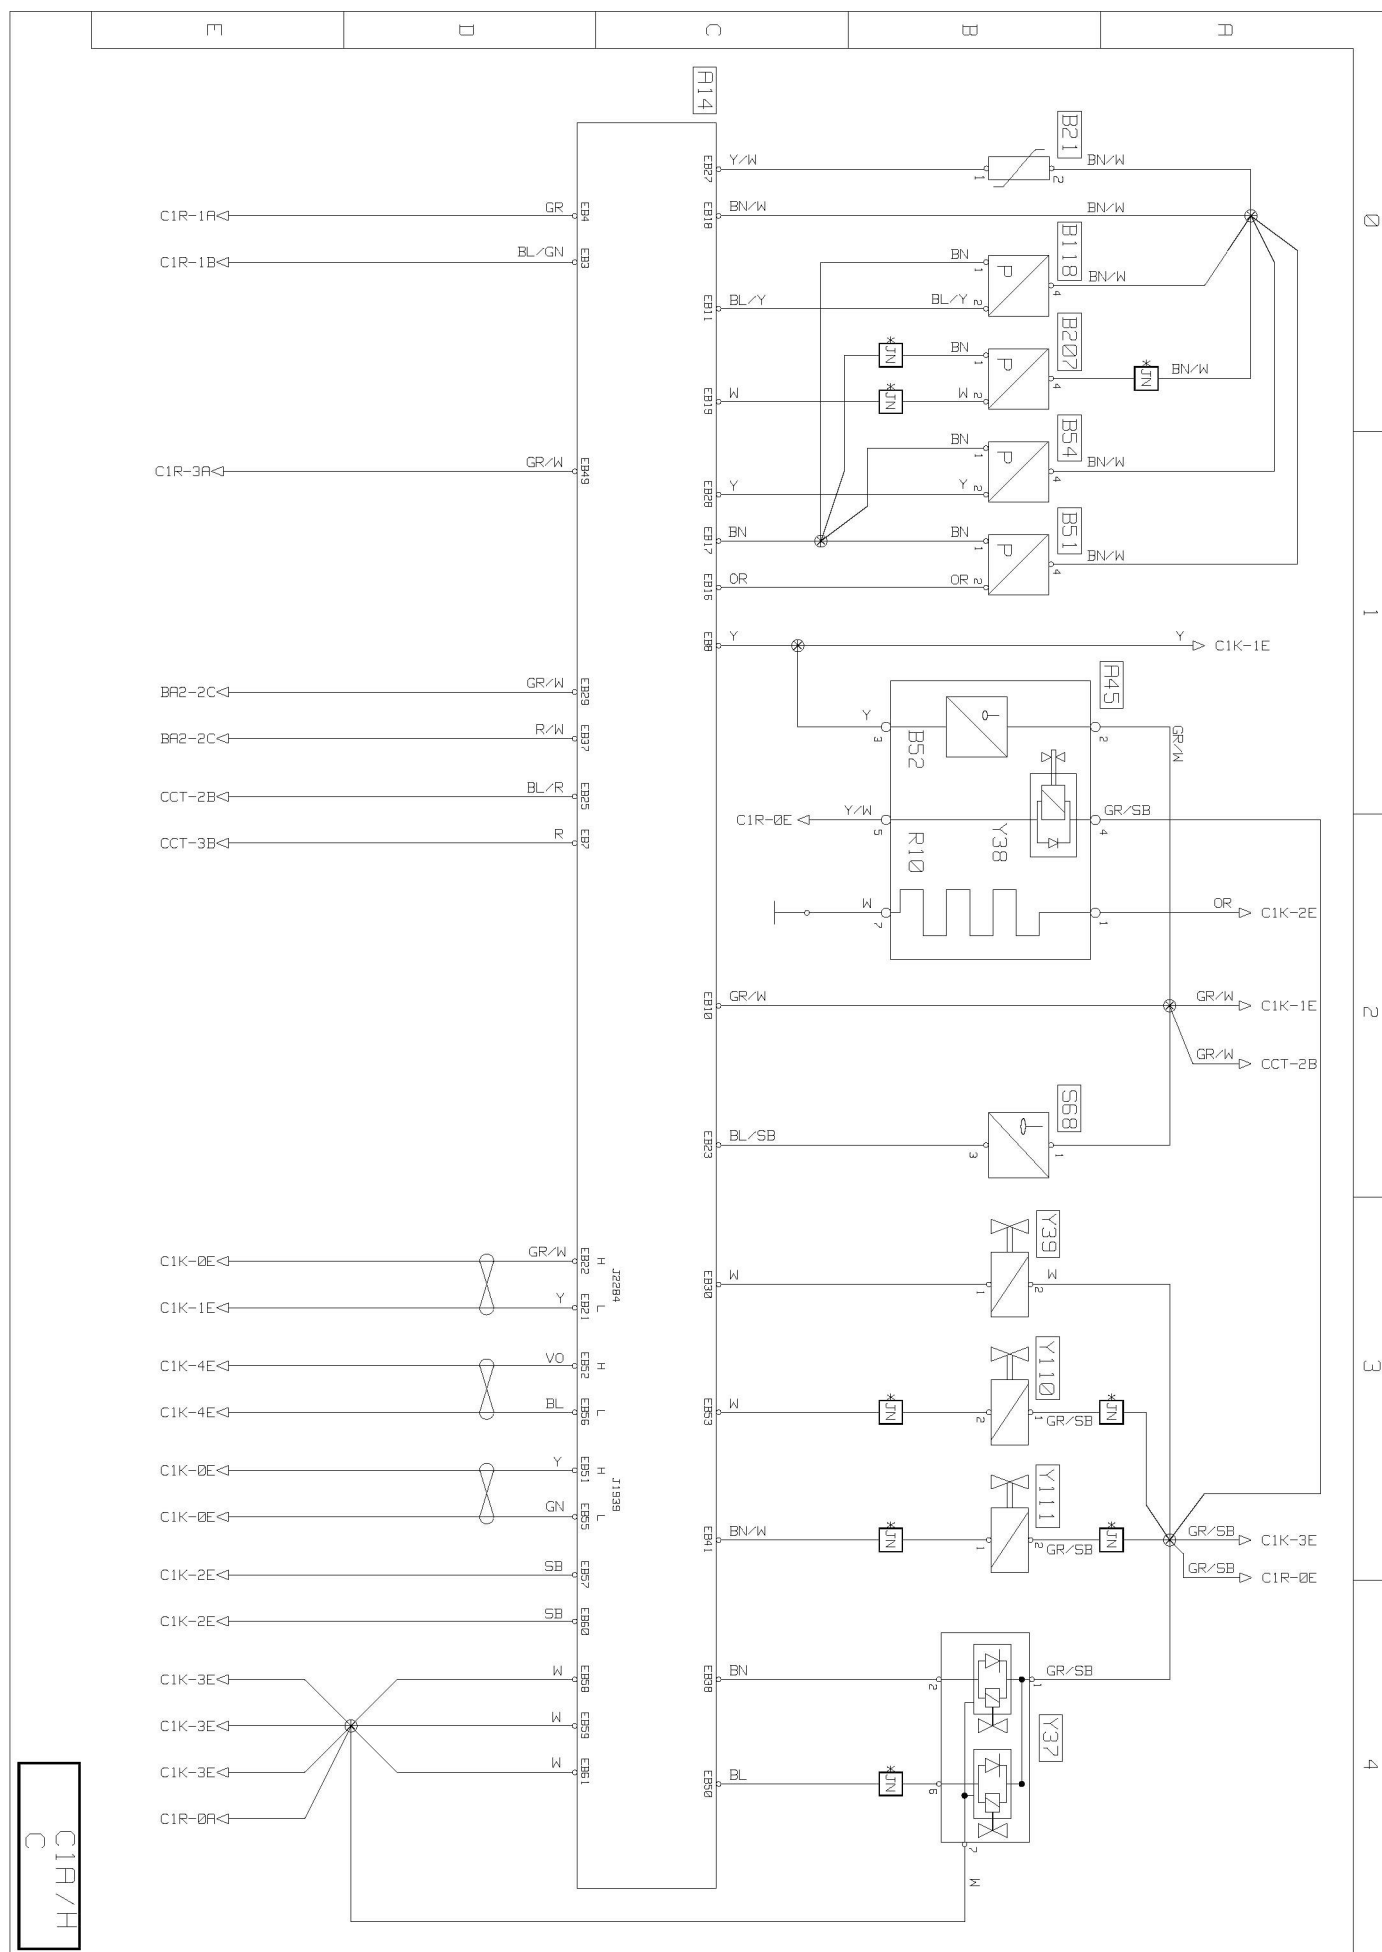 E D C B A
A14
B21
EB27 Y/W 1 2 BN/W
C1R-1A GR EB4 EB18 BN/W BN/W
0
B118
C1R-1B BL/GN EB3 BN 1 P 4 BN/W
EB11 BL/Y BL/Y 2
B207
*JN BN 1 P 4 *JN BN/W
EB19 W *JN W 2
B54
BN 1 P 4 BN/W
C1R-3A GR/W EB49
EB28 Y Y 2
B51
EB17 BN BN 1 P 4 BN/W
EB16 OR OR 2
1
EB8 Y Y C1K-1E
A45
BA2-2C GR/W EB29
Y 3 B52 2 GR/W
BA2-2C R/W EB37
CCT-2B BL/R EB25
C1R-0E Y/W 5 Y38 4 GR/SB
CCT-3B R EB7
R10
W 7 1 OR C1K-2E
EB10 GR/W GR/W C1K-1E
2
GR/W CCT-2B
S68
EB23 BL/SB 3 1
Y39
C1K-0E GR/W EB22 H
J2284
EB30 W 1 2 W
C1K-1E Y EB21 L
Y110
C1K-4E VO EB52 H
3
C1K-4E BL EB56 L
EB53 W *JN 2 1 GR/SB *JN
Y111
C1K-0E Y EB51 H
J1939
C1K-0E GN EB55 L
EB41 BN/W *JN 1 2 GR/SB *JN GR/SB C1K-3E
C1K-2E SB EB57 GR/SB C1R-0E
C1K-2E SB EB60
C1K-3E W EB58 EB38 BN 2 1 GR/SB
C1K-3E W EB59
Y37
C1K-3E W EB61 EB50 BL *JN 6
4
C1R-0A
7
W
C1A/H
C